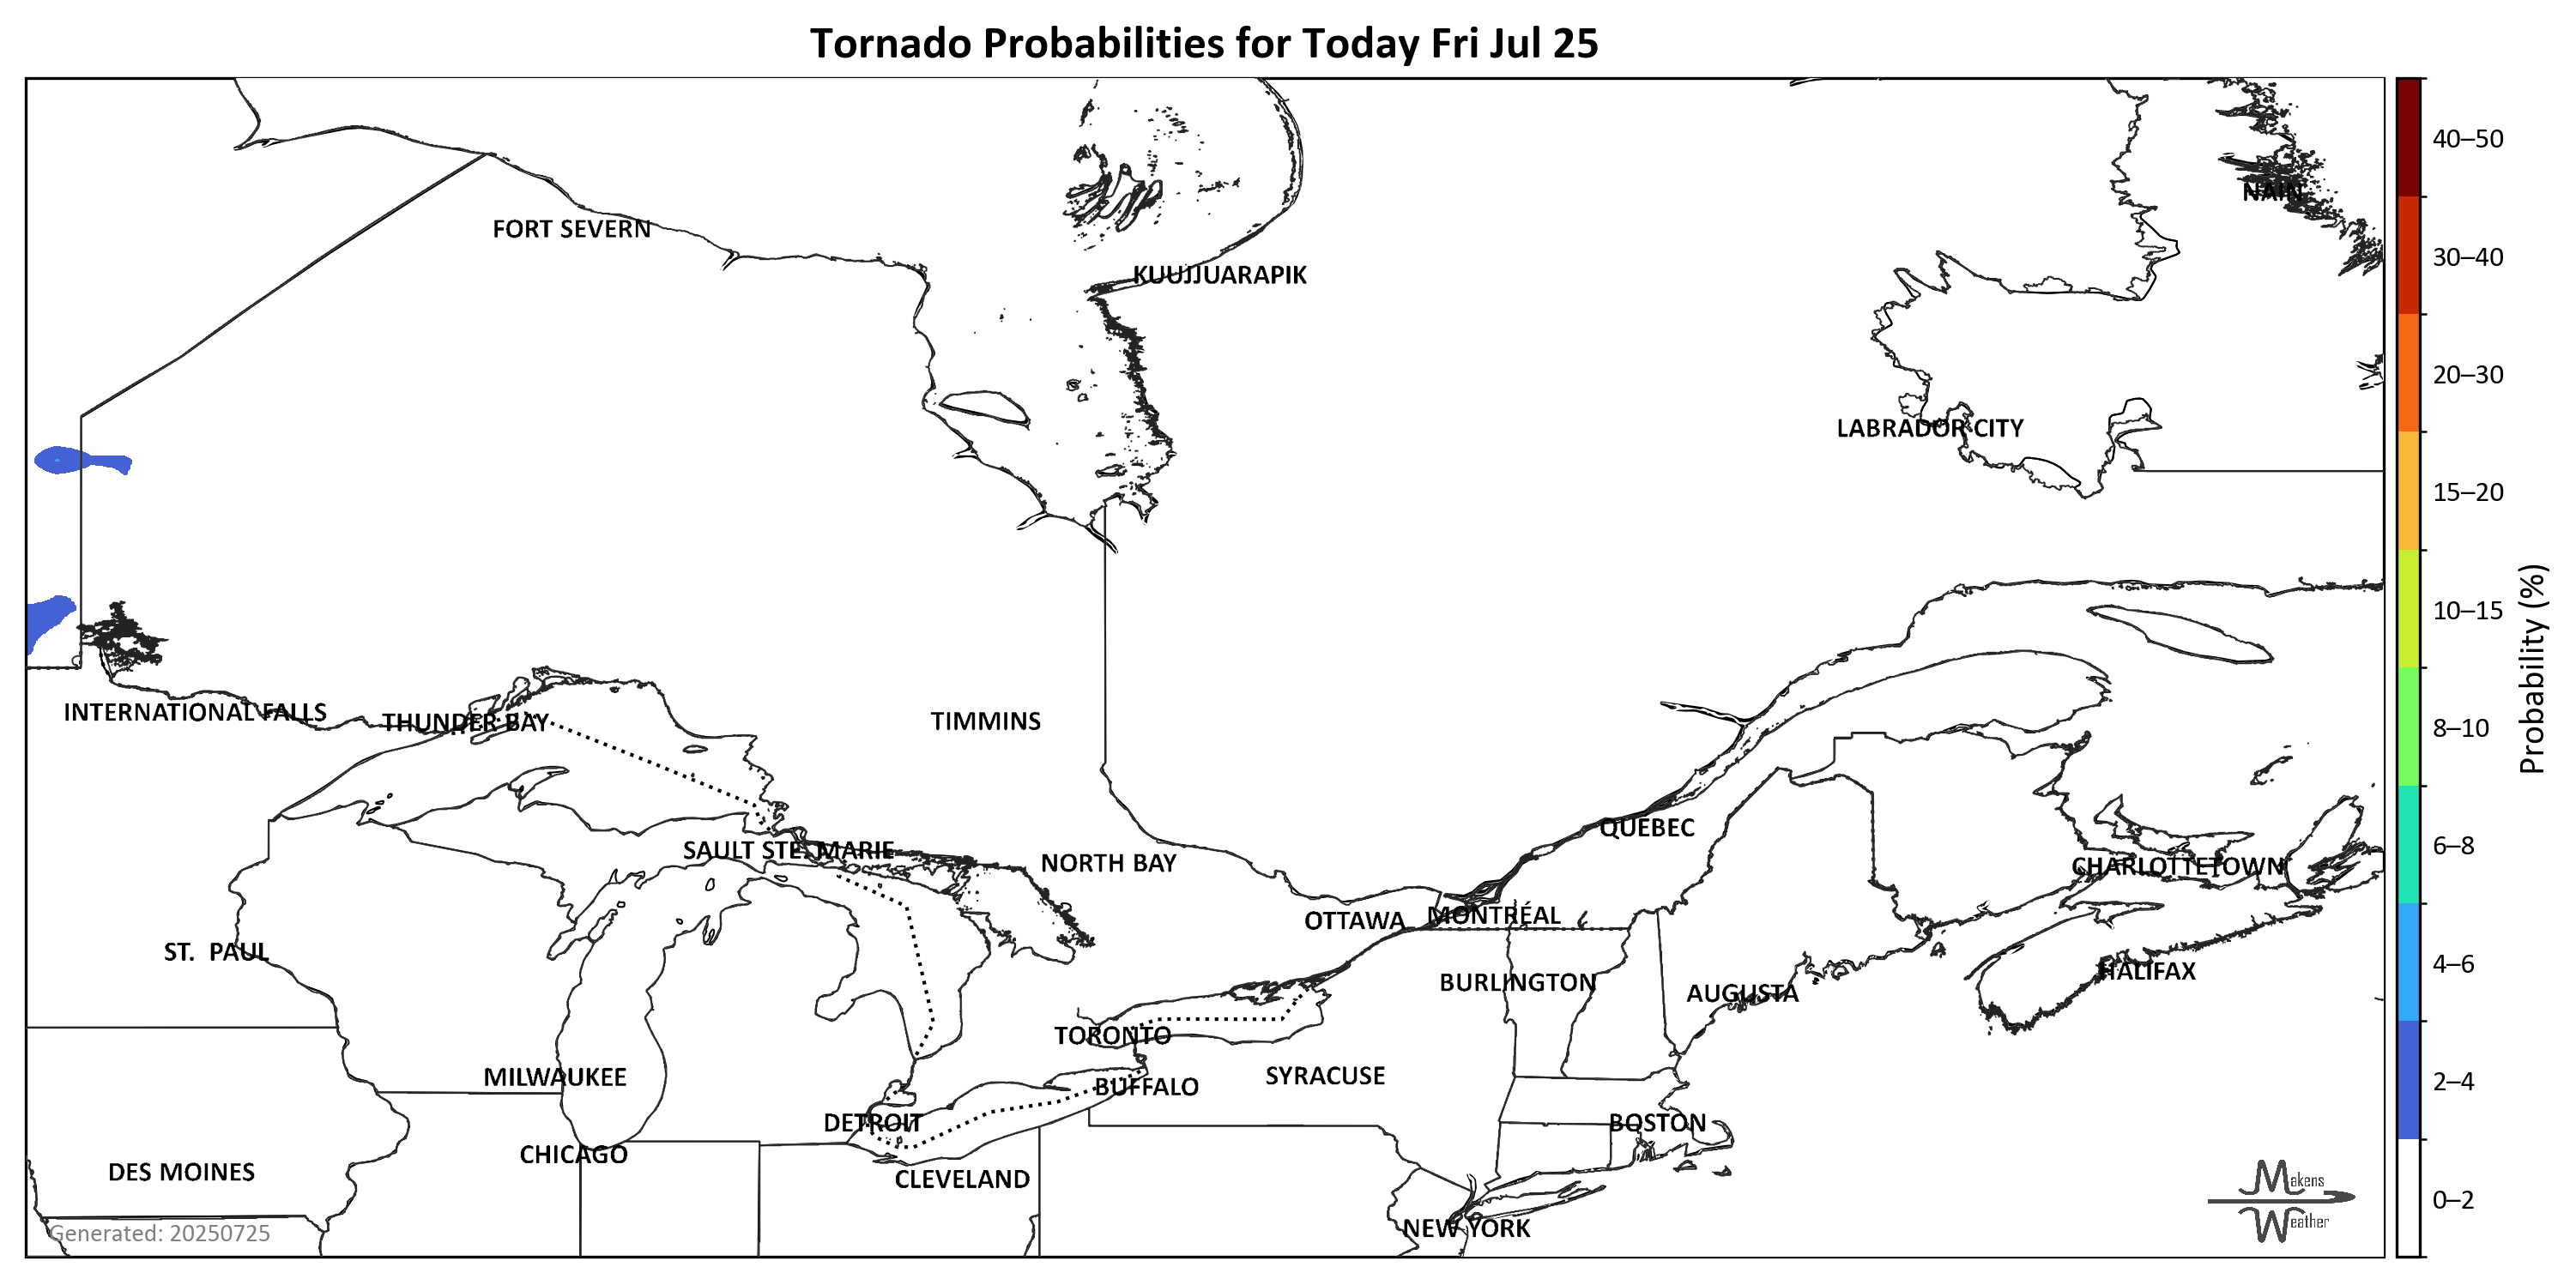 Tornado Probabilities for Today Fri Jul 25
40–50
NAIN
FORT SEVERN
30–40
KUUJJUARAPIK
20–30
LABRADOR CITY
15–20
10–15
Probability (%)
INTERNATIONAL FALLS
THUNDER BAY
TIMMINS
8–10
QUÉBEC
6–8
SAULT STE. MARIE
NORTH BAY
CHARLOTTETOWN
OTTAWA
MONTRÉAL
ST.  PAUL
4–6
HALIFAX
BURLINGTON
AUGUSTA
TORONTO
MILWAUKEE
SYRACUSE
BUFFALO
2–4
DETROIT
BOSTON
CHICAGO
DES MOINES
CLEVELAND
Makens
Weather
0–2
NEW YORK
Generated: 20250725